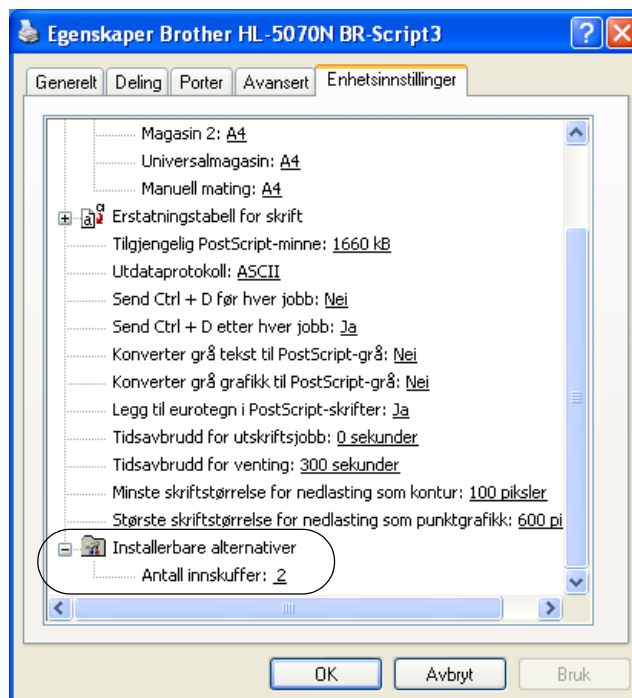 Egenskaper Brother HL-5070N BR-Script3
Generelt Deling Porter Avansert Enhetsinnstillinger
Magasin 2: A4
Universalmagasin: A4
Manuell mating: A4
Erstatningstabell for skrift
Tilgjengelig PostScript-minne: 1660 kB
Utdataprotokoll: ASCII
Send Ctrl + D før hver jobb: Nei
Send Ctrl + D etter hver jobb: Ja
Konverter grå tekst til PostScript-grå: Nei
Konverter grå grafikk til PostScript-grå: Nei
Legg til eurotegn i PostScript-skrifter: Ja
Tidsavbrudd for utskriftsjobb: 0 sekunder
Tidsavbrudd for venting: 300 sekunder
Minste skriftstørrelse for nedlasting som kontur: 100 piksler
Største skriftstørrelse for nedlasting som punktgrafikk: 600 pi
Installerbare alternativer
Antall innskuffer: 2
OK Avbryt Bruk